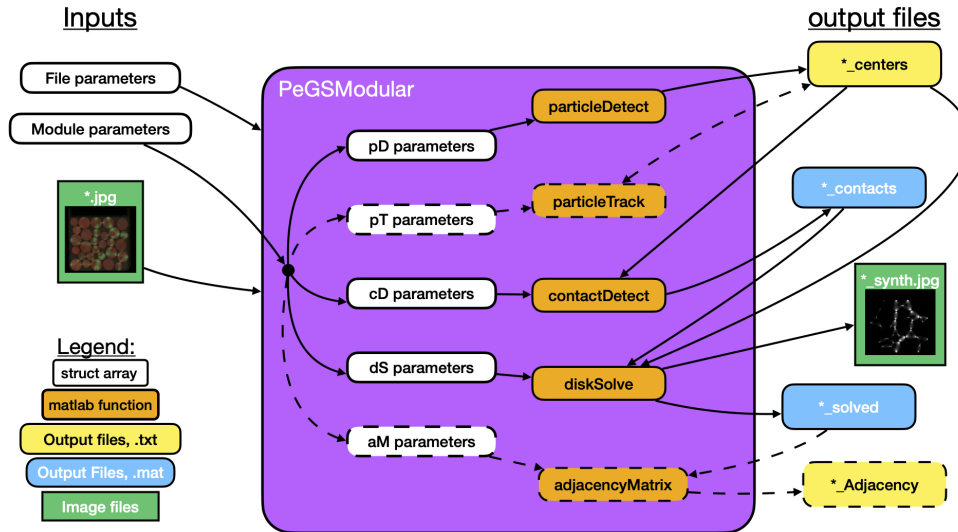 Inputs
output files
File parameters
Module parameters
*.jpg
PeGSModular
pD parameters
particleDetect
pT parameters
particleTrack
cD parameters
contactDetect
dS parameters
diskSolve
aM parameters
adjacencyMatrix
*_centers
*_contacts
*_synth.jpg
*_solved
*_Adjacency
Legend:
struct array
matlab function
Output files, .txt
Output Files, .mat
Image files